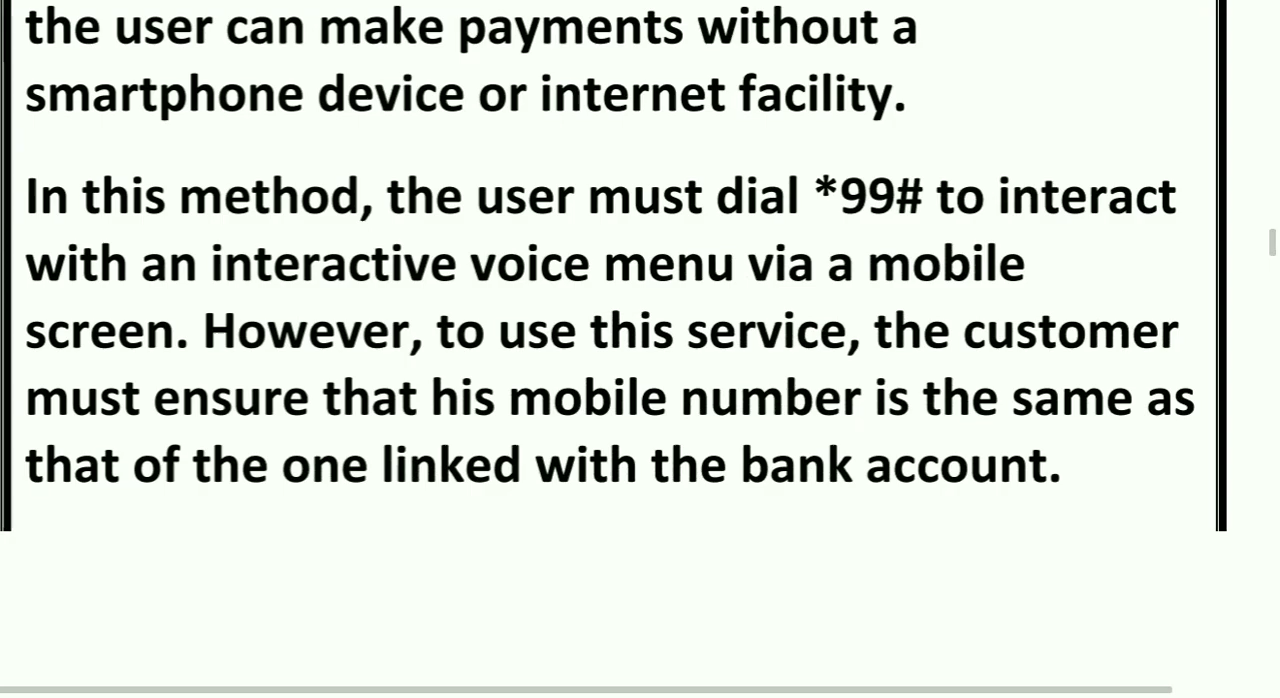 the user can make payments without a
smartphone device or internet facility.
In this method, the user must dial *99# to interact
with an interactive voice menu via a mobile
screen. However, to use this service, the customer
must ensure that his mobile number is the same as
that of the one linked with the bank account.